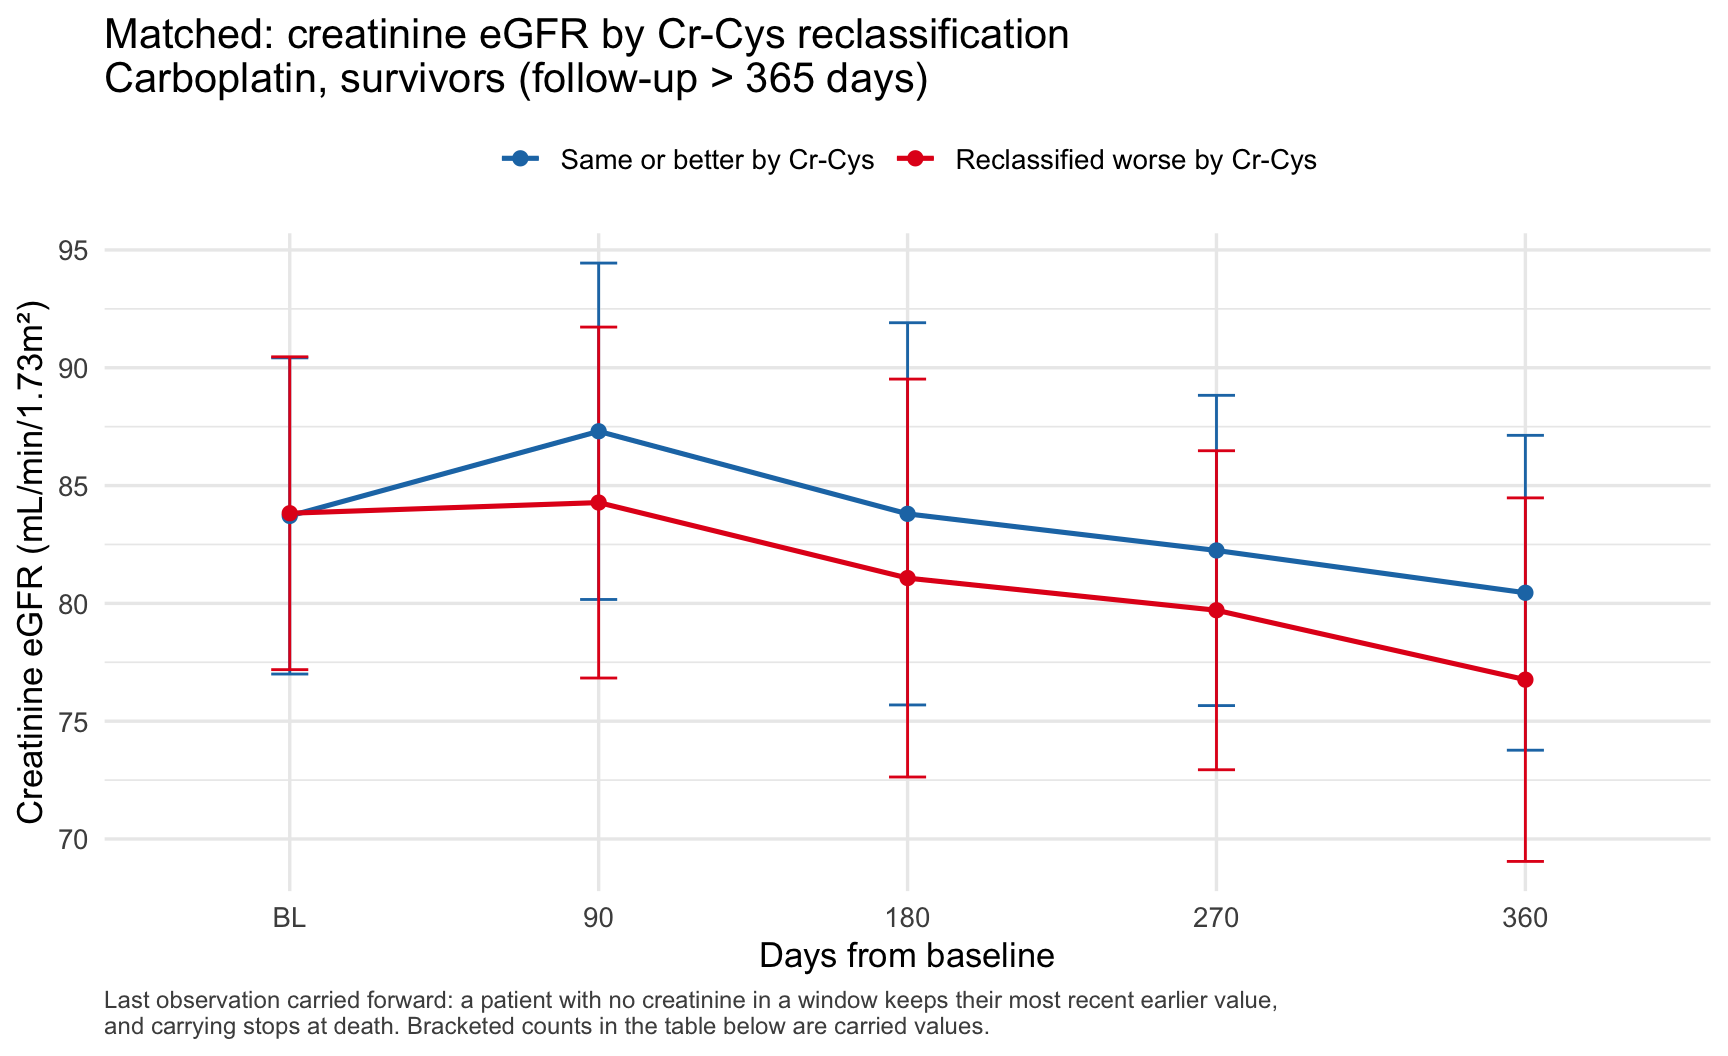 Matched: creatinine eGFR by Cr-Cys reclassification
Carboplatin, survivors (follow-up > 365 days)
Same or better by Cr-Cys
Reclassified worse by Cr-Cys
Creatinine eGFR (mL/min/1.73m²)
95
90
85
80
75
70
BL
90
180
270
360
Days from baseline
Last observation carried forward: a patient with no creatinine in a window keeps their most recent earlier value,
and carrying stops at death. Bracketed counts in the table below are carried values.